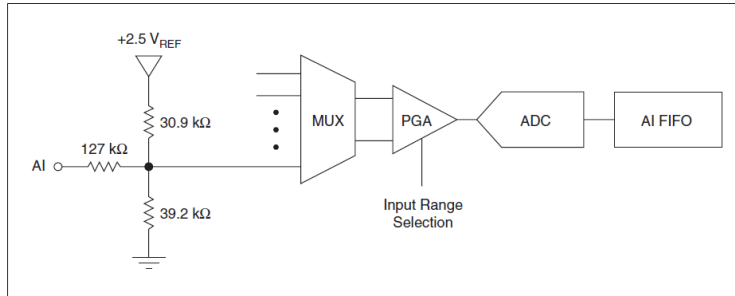 +2.5 VREF
30.9 kΩ
127 kΩ
AI
39.2 kΩ
MUX
PGA
ADC
AI FIFO
Input Range
Selection